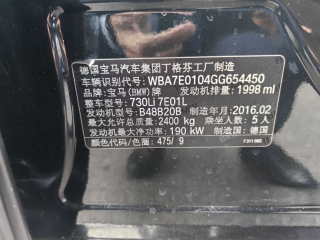 德国宝马汽车集团丁格芬工厂制造
车辆识别代号: WBA7E0104GG654450
品牌: 宝马(BMW)牌 发动机排量: 1998 ml
整车型号: 730Li 7E01L
发动机型号: B48B20B 制造年月: 2016.02
最大允许总质量: 2400 kg 乘坐人数: 5 人
发动机最大净功率: 190 kW 制造国: 德国
颜色代码/色圈: 475/ 9